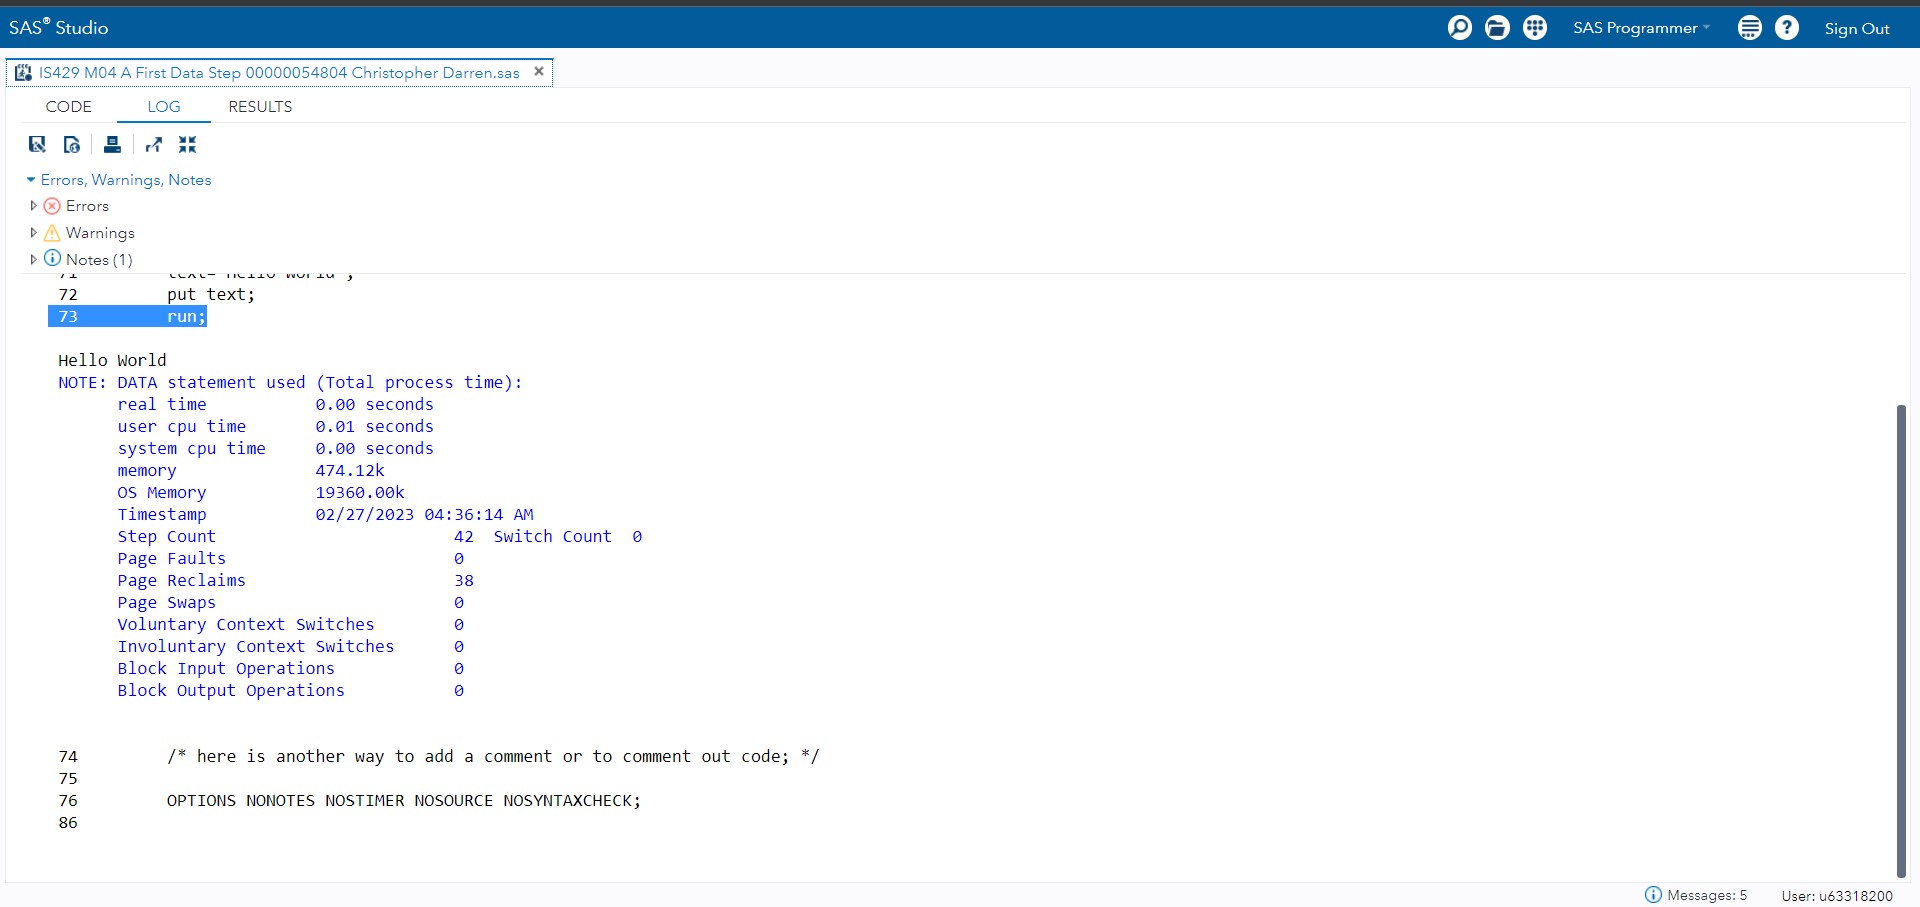 SAS® Studio
SAS Programmer
Sign Out
IS429 M04 A First Data Step 00000054804 Christopher Darren.sas
CODE LOG RESULTS
Errors, Warnings, Notes
Errors
Warnings
Notes (1)
71 text="Hello World";
72 put text;
73 run;
Hello World
NOTE: DATA statement used (Total process time):
real time 0.00 seconds
user cpu time 0.01 seconds
system cpu time 0.00 seconds
memory 474.12k
OS Memory 19360.00k
Timestamp 02/27/2023 04:36:14 AM
Step Count 42 Switch Count 0
Page Faults 0
Page Reclaims 38
Page Swaps 0
Voluntary Context Switches 0
Involuntary Context Switches 0
Block Input Operations 0
Block Output Operations 0
74 /* here is another way to add a comment or to comment out code; */
75
76 OPTIONS NONOTES NOSTIMER NOSOURCE NOSYNTAXCHECK;
86
Messages: 5 User: u63318200